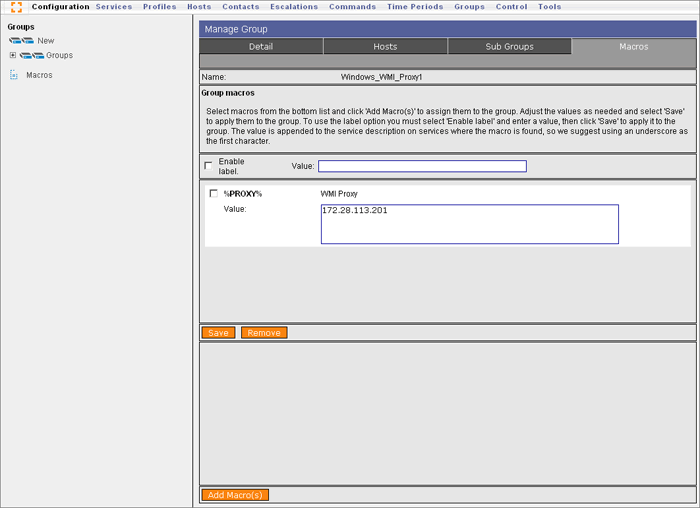 Configuration Services Profiles Hosts Contacts Escalations Commands Time Periods Groups Control Tools
Groups
New
Groups
Macros
Manage Group
Detail Hosts Sub Groups Macros
Name: Windows_WMI_Proxy1
Group macros
Select macros from the bottom list and click 'Add Macro(s)' to assign them to the group. Adjust the values as needed and select 'Save'
to apply them to the group. To use the label option you must select 'Enable label' and enter a value, then click 'Save' to apply it to the
group. The value is appended to the service description on services where the macro is found, so we suggest using an underscore as
the first character.
Enable
label. Value:
%PROXY% WMI Proxy
Value: 172.28.113.201
Save Remove
Add Macro(s)